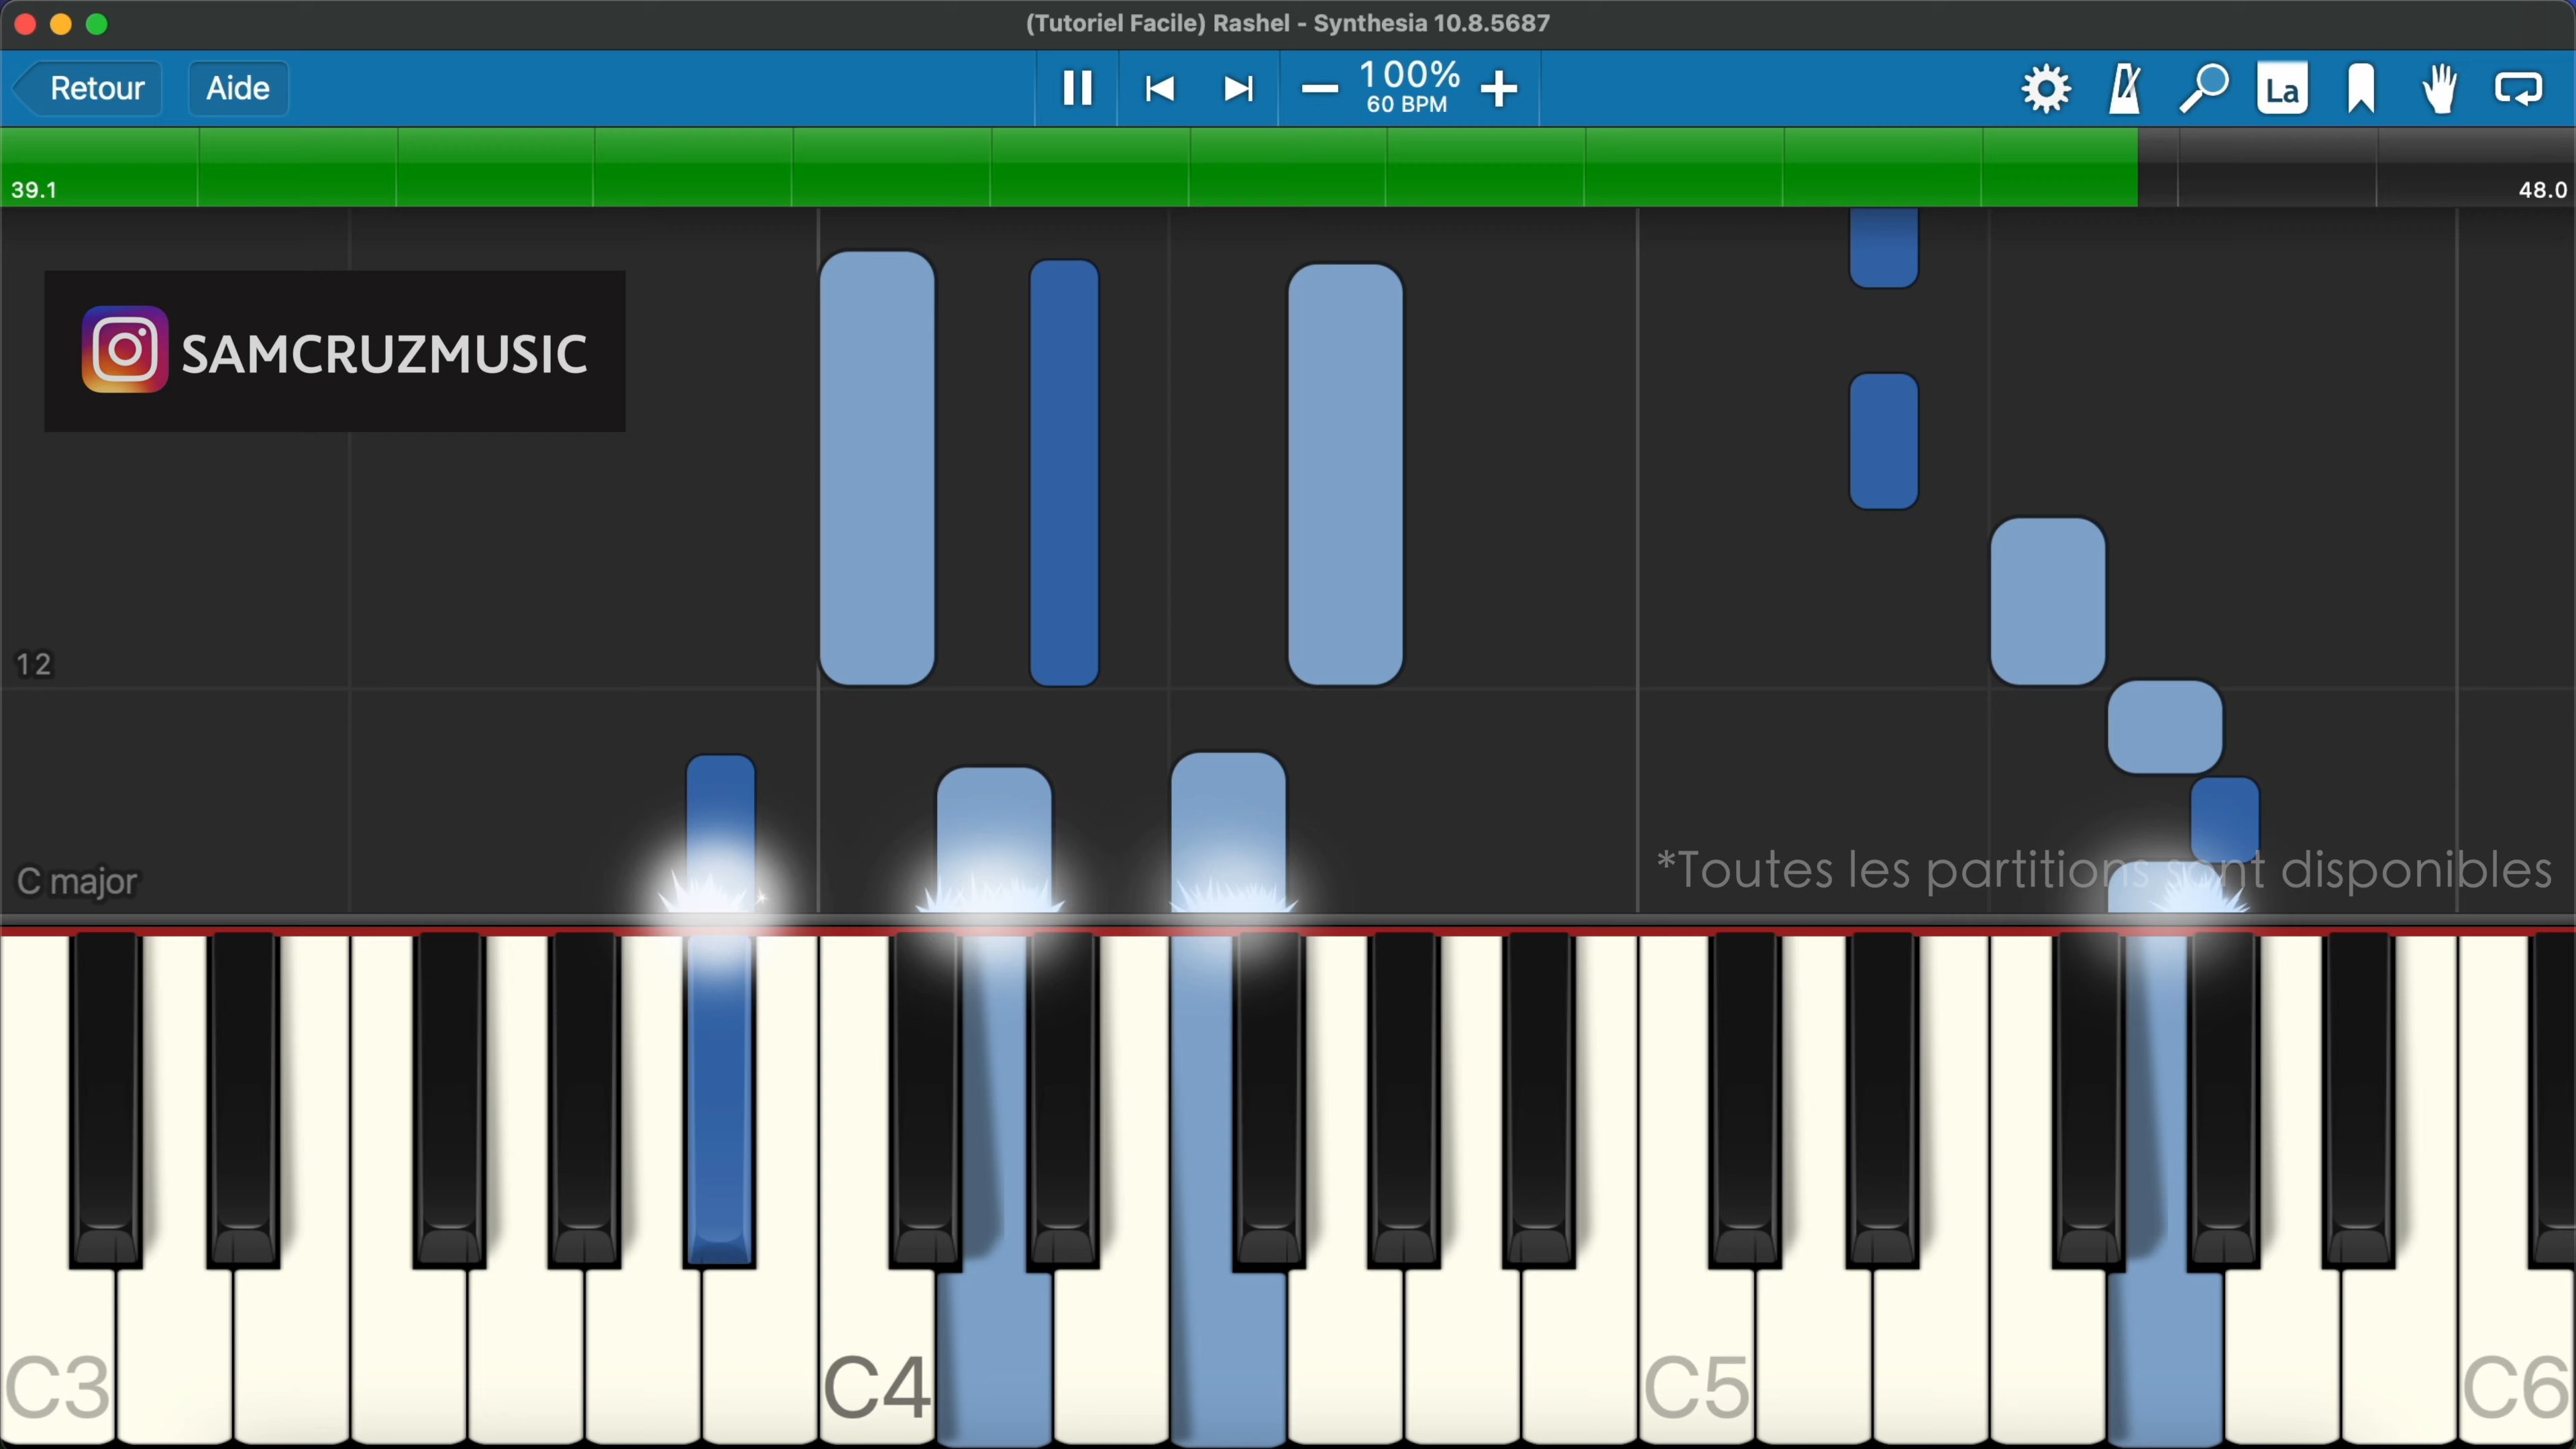 (Tutoriel Facile) Rashel - Synthesia 10.8.5687
Retour
Aide
100%
60 BPM
La
39.1
48.0
SAMCRUZMUSIC
12
C major
*Toutes les partitions sont disponibles
C3
C4
C5
C6